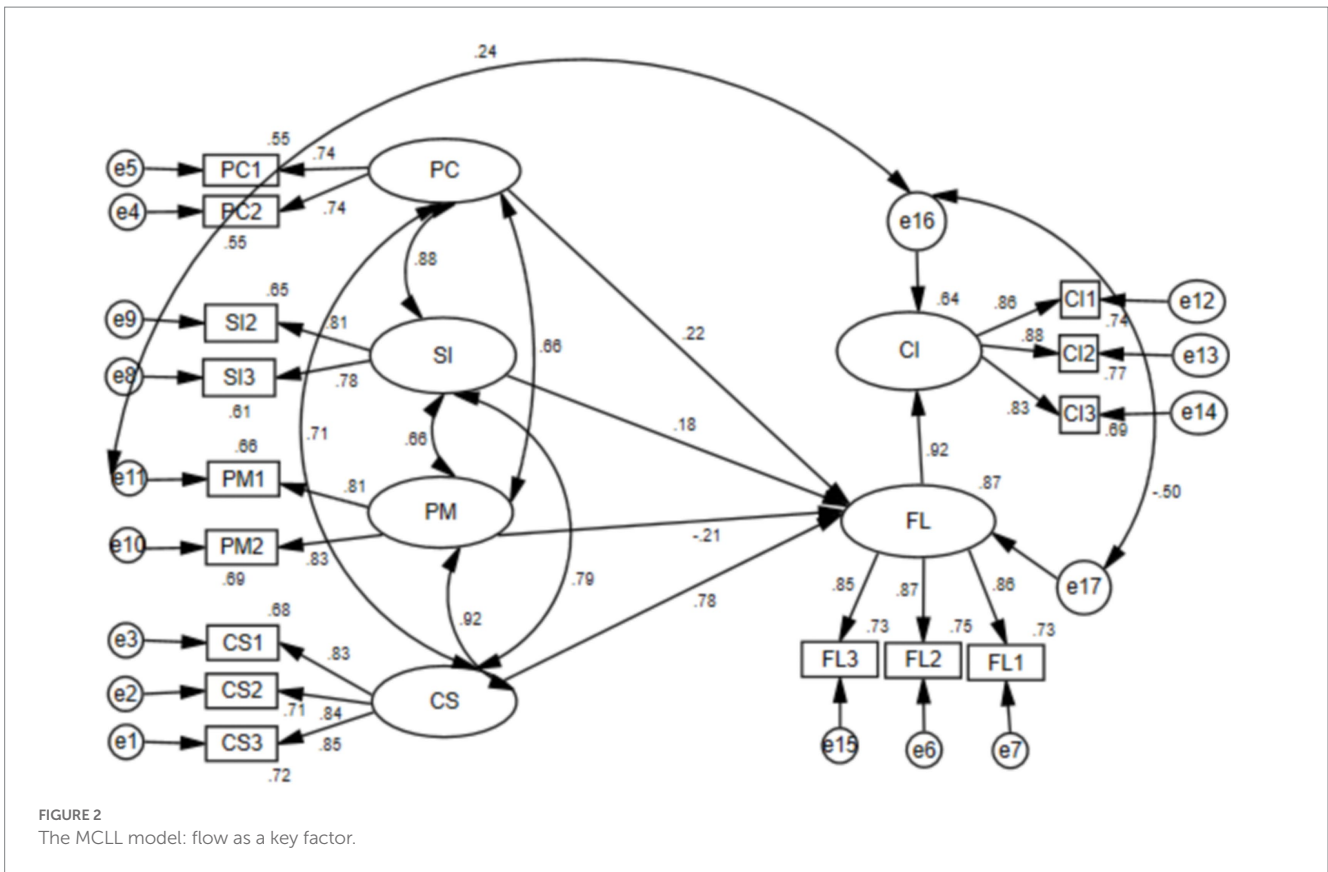 .24
.55
e5
PC1
.74
PC
e4
PC2
.74
.55
e16
.88
.65
e9
SI2
.81
SI
.66
.22
.64
.86
CI1
e12
.74
CI
.88
CI2
e13
.77
e8
SI3
.78
.61
.83
CI3
e14
.69
.71
.66
.18
.92
.66
e11
PM1
.81
PM
.87
FL
-.50
e10
PM2
.83
.69
-.21
.79
.78
.85
.87
.86
e17
.68
.92
e3
CS1
.83
.73
.75
.73
FL3
FL2
FL1
e2
CS2
.71
.84
CS
e1
CS3
.85
.72
e15
e6
e7
FIGURE 2
The MCLL model: flow as a key factor.